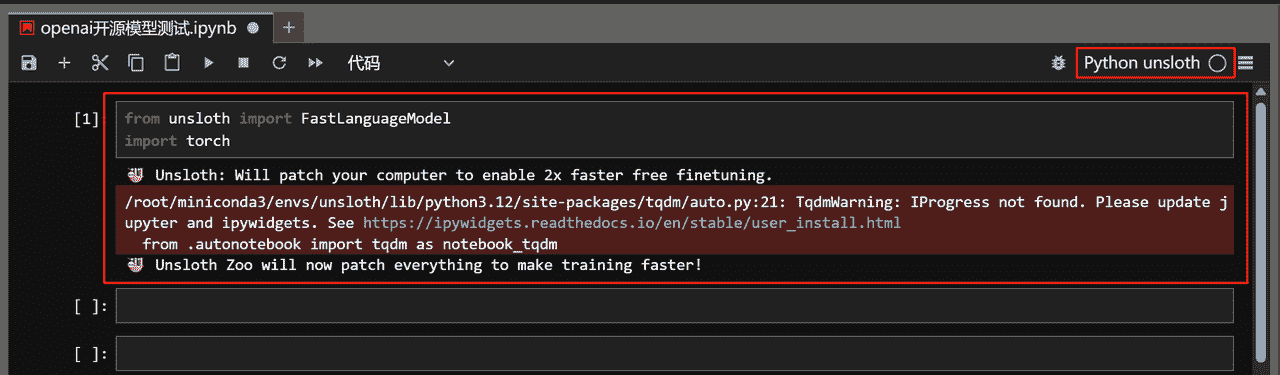 openai开源模型测试.ipynb
代码
Python unsloth
[1]:
from unsloth import FastLanguageModel
import torch
🦥 Unsloth: Will patch your computer to enable 2x faster free finetuning.
/root/miniconda3/envs/unsloth/lib/python3.12/site-packages/tqdm/auto.py:21: TqdmWarning: IProgress not found. Please update j
upyter and ipywidgets. See https://ipywidgets.readthedocs.io/en/stable/user_install.html
from .autonotebook import tqdm as notebook_tqdm
🦥 Unsloth Zoo will now patch everything to make training faster!
[ ]:
[ ]: